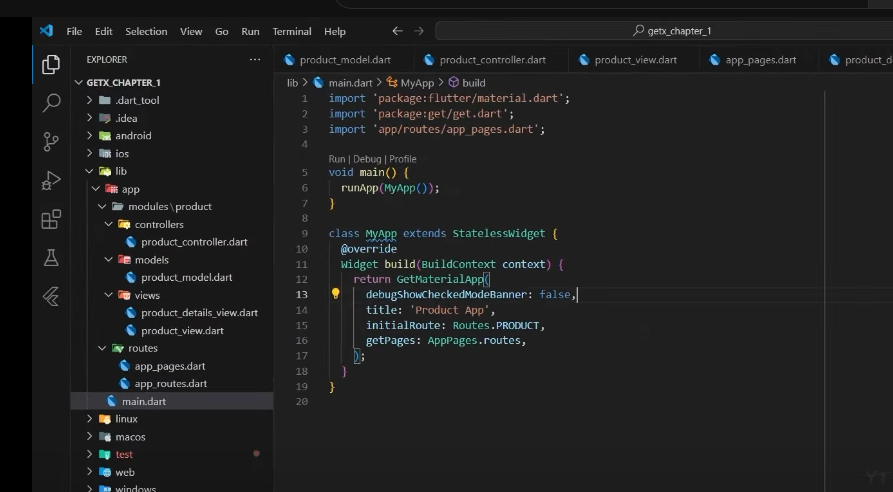 File Edit Selection View Go Run Terminal Help
getx_chapter_1
EXPLORER
GETX_CHAPTER_1
.dart_tool
.idea
android
ios
lib
app
modules \ product
controllers
product_controller.dart
models
product_model.dart
views
product_details_view.dart
product_view.dart
routes
app_pages.dart
app_routes.dart
main.dart
linux
macos
test
web
windows
product_model.dart product_controller.dart product_view.dart app_pages.dart product_d
lib > main.dart > MyApp > build
1 import 'package:flutter/material.dart';
2 import 'package:get/get.dart';
3 import 'app/routes/app_pages.dart';
4
Run | Debug | Profile
5 void main() {
6 runApp(MyApp());
7 }
8
9 class MyApp extends StatelessWidget {
10 @override
11 Widget build(BuildContext context) {
12 return GetMaterialApp(
13 debugShowCheckedModeBanner: false,
14 title: 'Product App',
15 initialRoute: Routes.PRODUCT,
16 getPages: AppPages.routes,
17 );
18 }
19 }
20